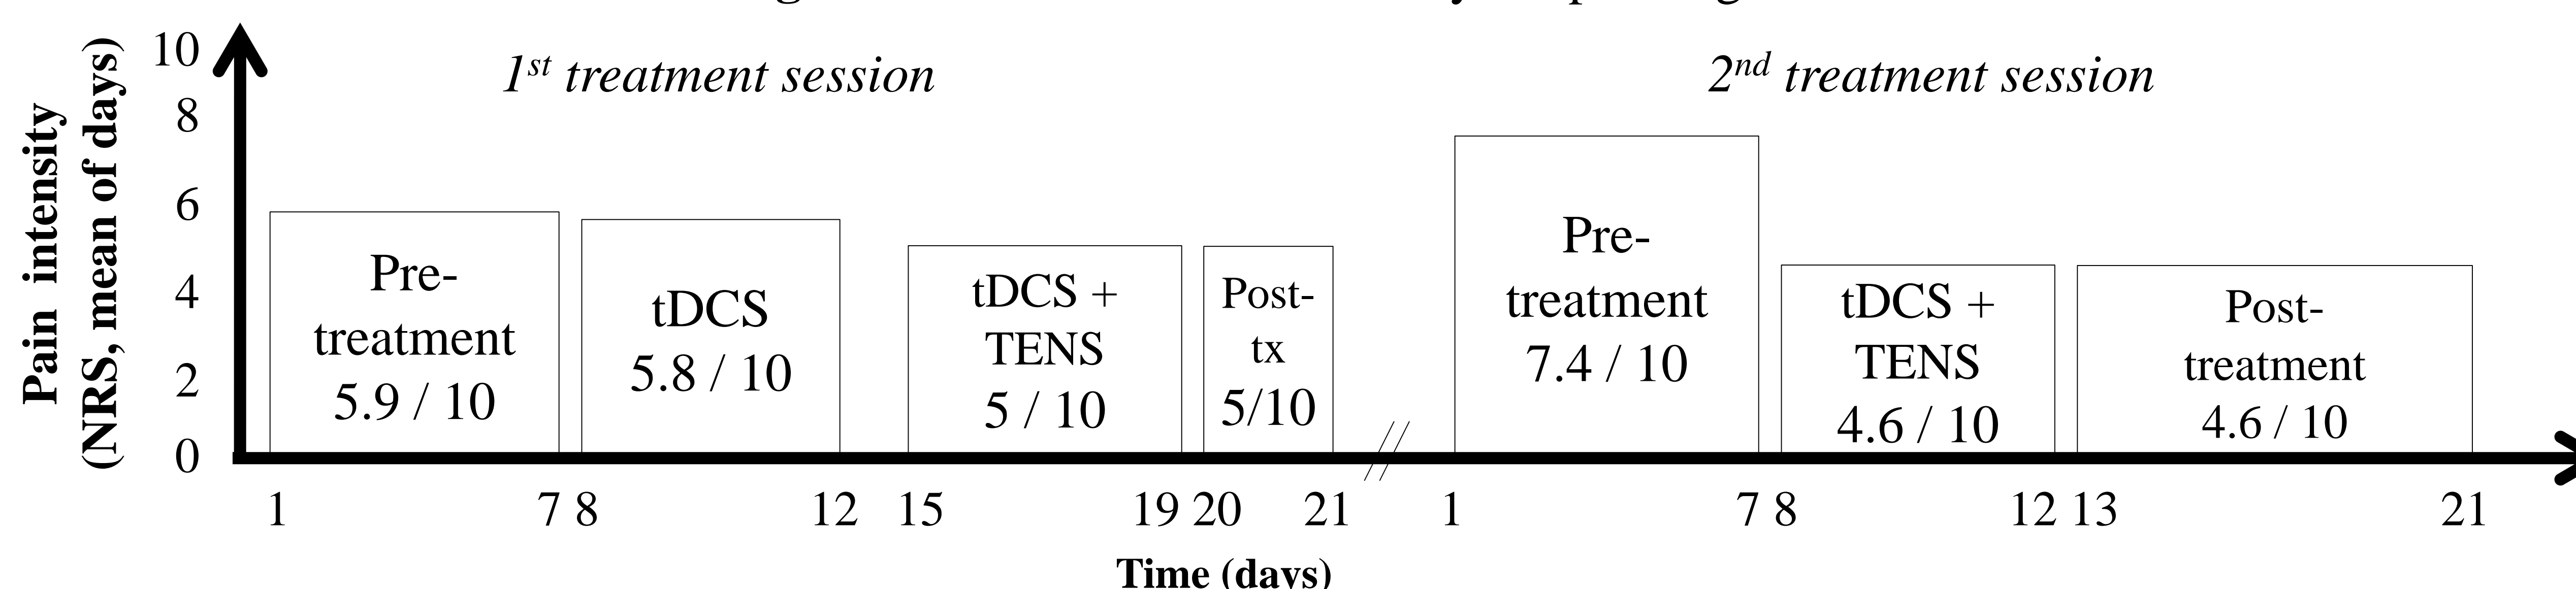 Pain intensity
(NRS, mean of days)
10
8
6
4
2
0
1st treatment session
2nd treatment session
Pre-
treatment
5.9 / 10
tDCS
5.8 / 10
tDCS +
TENS
5 / 10
Post-
tx
5/10
Pre-
treatment
7.4 / 10
tDCS +
TENS
4.6 / 10
Post-
treatment
4.6 / 10
1 7 8 12 15 19 20 21 1 7 8 12 13 21
Time (days)